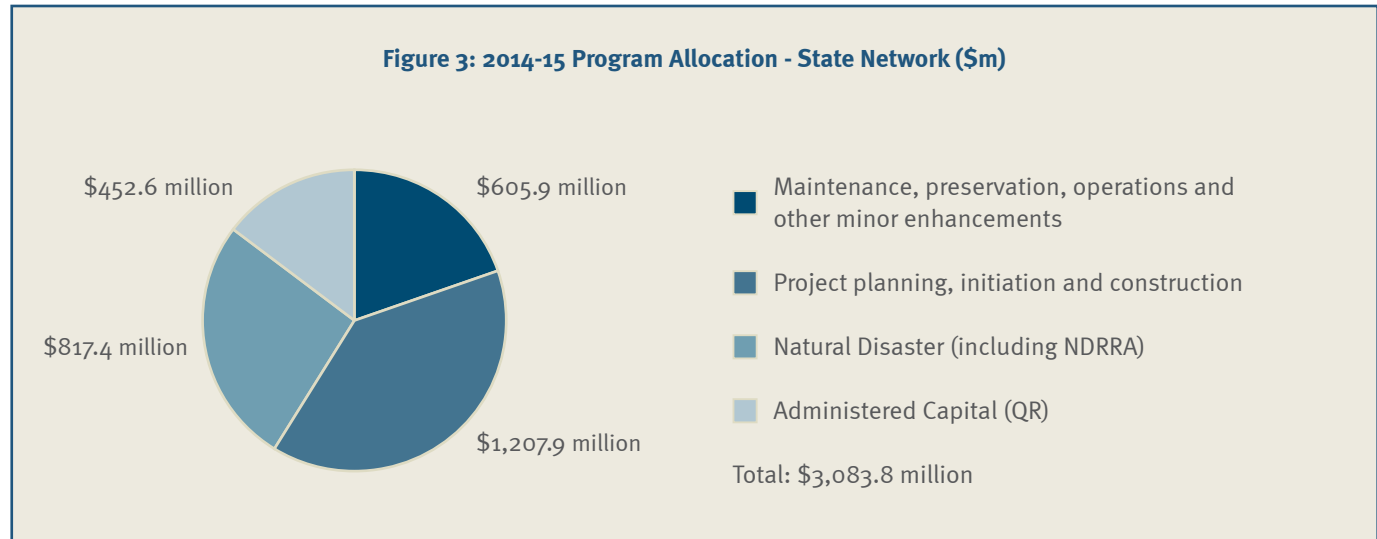 Figure 3: 2014-15 Program Allocation - State Network ($m)
$452.6 million
$605.9 million
$817.4 million
$1,207.9 million
Maintenance, preservation, operations and
other minor enhancements
Project planning, initiation and construction
Natural Disaster (including NDRRA)
Administered Capital (QR)
Total: $3,083.8 million